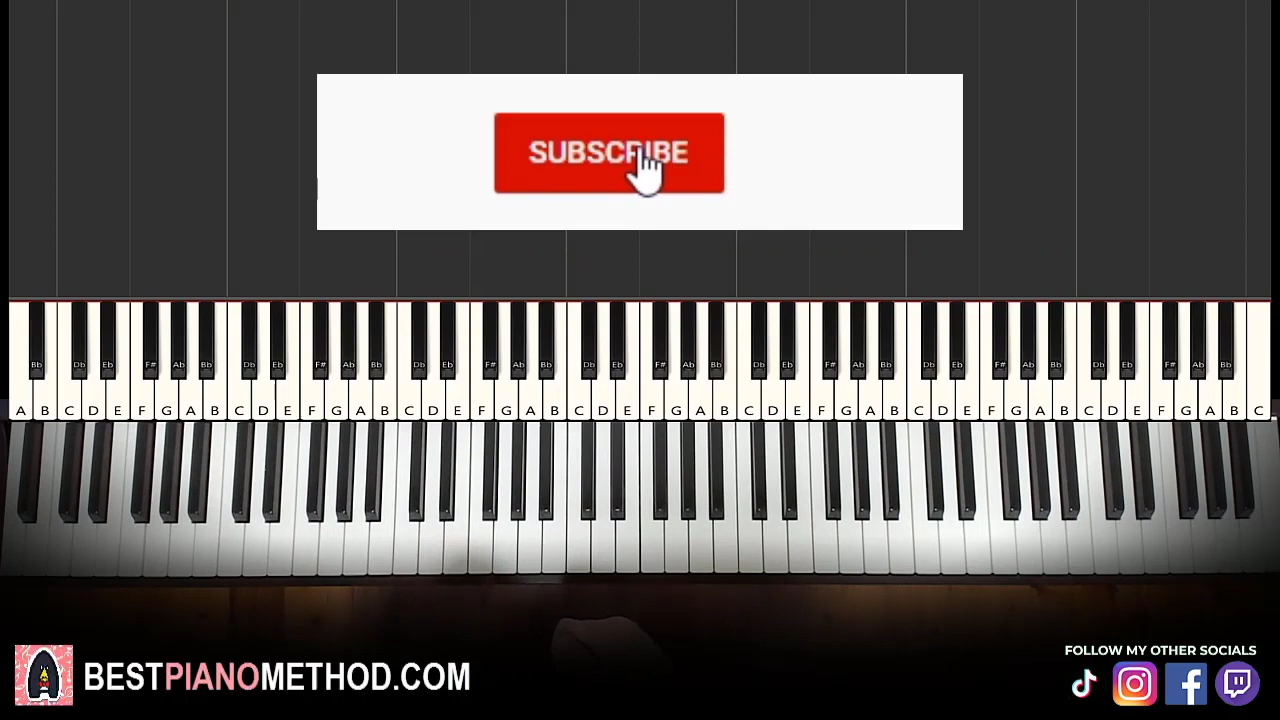 SUBSCRIBE
Bb Db Eb F# Ab Bb Db Eb F# Ab Bb Db Eb F# Ab Bb Db Eb F# Ab Bb Db Eb F# Ab Bb Db Eb F# Ab Bb Db Eb F# Ab Bb
A B C D E F G A B C D E F G A B C D E F G A B C D E F G A B C D E F G A B C D E F G A B C D E F G A B C
FOLLOW MY OTHER SOCIALS
BESTPIANOMETHOD.COM